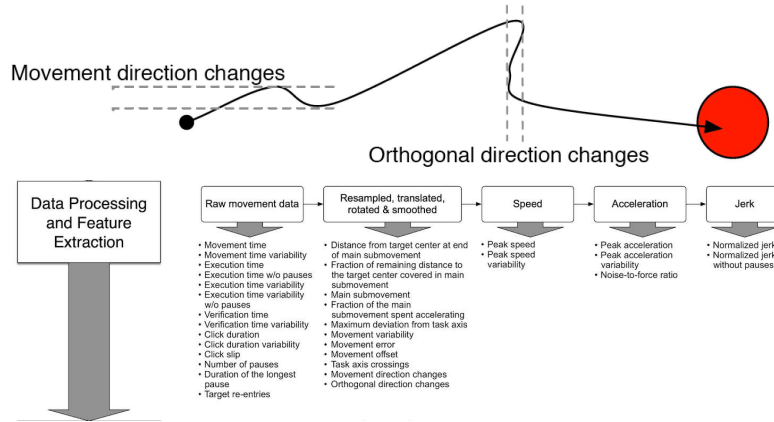 Movement direction changes
Orthogonal direction changes
Data Processing
and Feature
Extraction
Raw movement data
• Movement time
• Movement time variability
• Execution time
• Execution time w/o pauses
• Execution time variability
• Execution time variability
w/o pauses
• Verification time
• Verification time variability
• Click duration
• Click duration variability
• Click slip
• Number of pauses
• Duration of the longest
pause
• Target re-entries
Resampled, translated,
rotated & smoothed
• Distance from target center at end
of main submovement
• Fraction of remaining distance to
the target center covered in main
submovement
• Main submovement
• Fraction of the main
submovement spent accelerating
• Maximum deviation from task axis
• Movement variability
• Movement error
• Movement offset
• Task axis crossings
• Movement direction changes
• Orthogonal direction changes
Speed
• Peak speed
• Peak speed
variability
Acceleration
• Peak acceleration
• Peak acceleration
variability
• Noise-to-force ratio
Jerk
• Normalized jerk
• Normalized jerk
without pauses